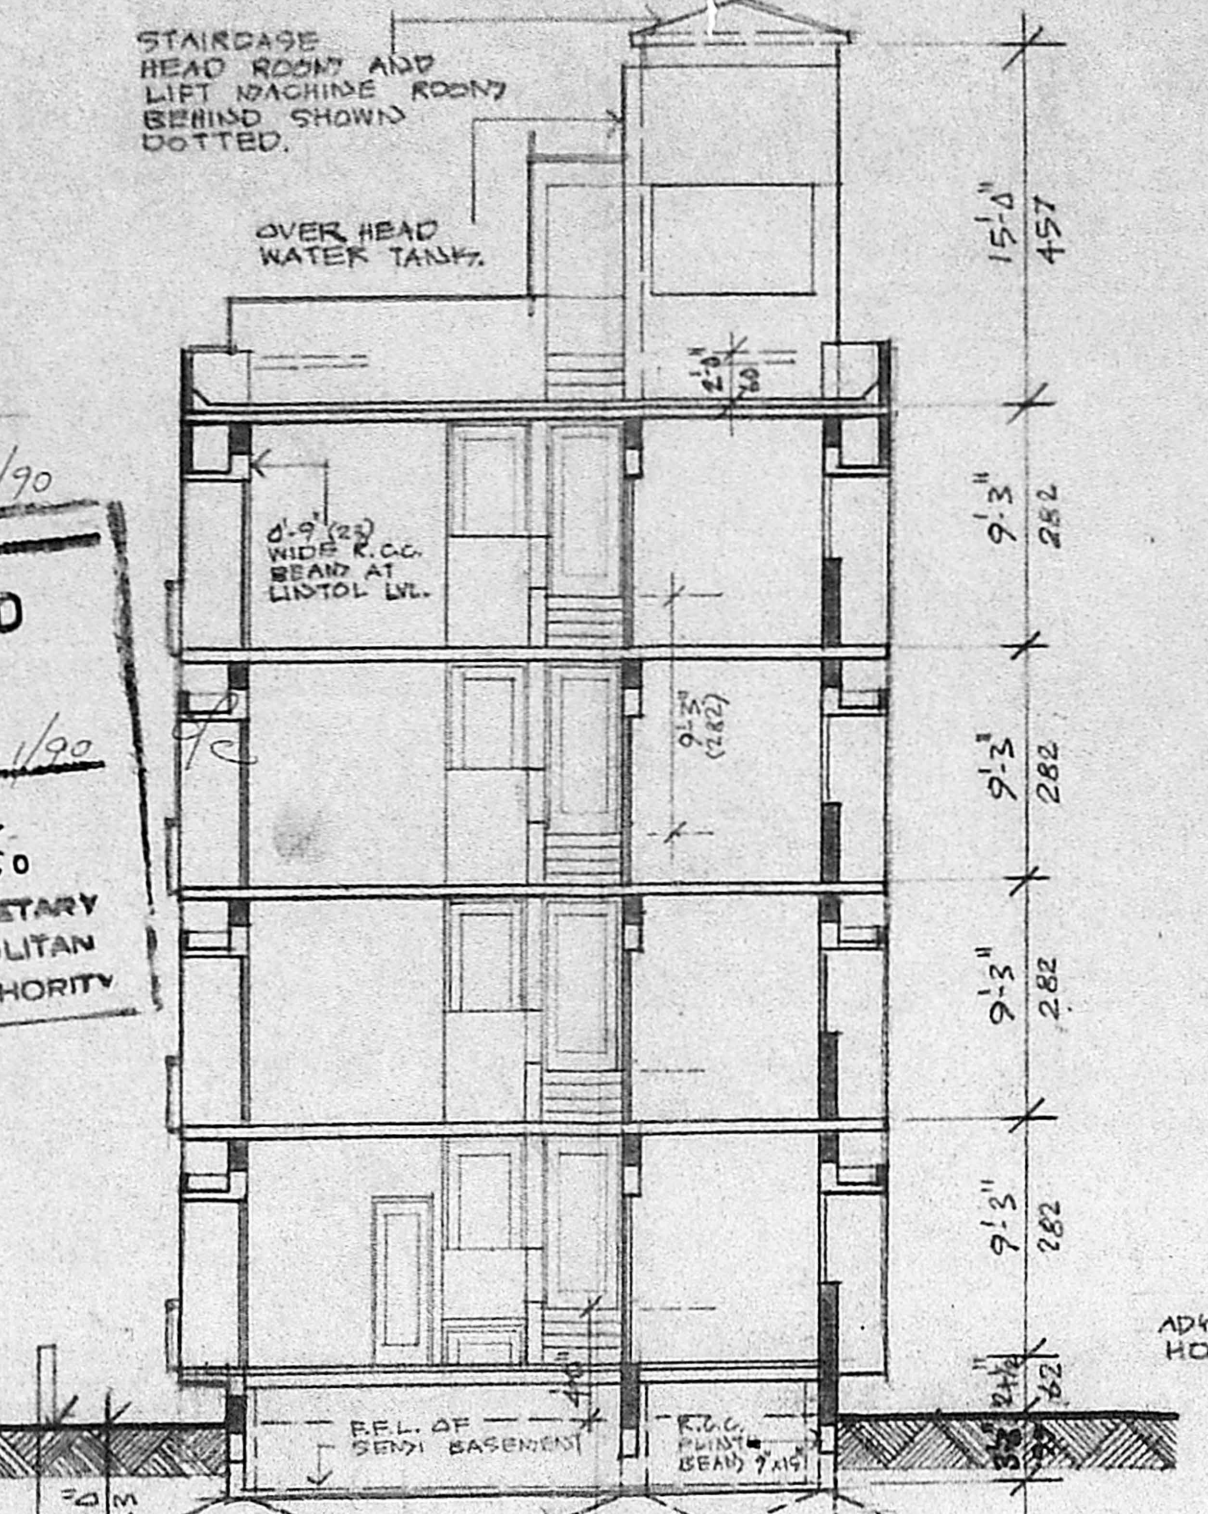 STAIRCASE
HEAD ROOM AND
LIFT MACHINE ROOM
BEHIND SHOWN
DOTTED.
OVER HEAD
WATER TANK.
15'-0"
457
2'-0"
60
/90
0'-9" (23)
WIDE R.C.C.
BEAM AT
LINTOL LVL.
9'-3"
282
9'-3"
(282)
9'-3"
282
1/90
ETARY
LITAN
HORITY
9'-3"
282
9'-3"
282
4'-0"
62
F.F.L. OF
SEMI BASEMENT
R.C.C.
PLINTH
BEAM 9"x15"
AD
HO